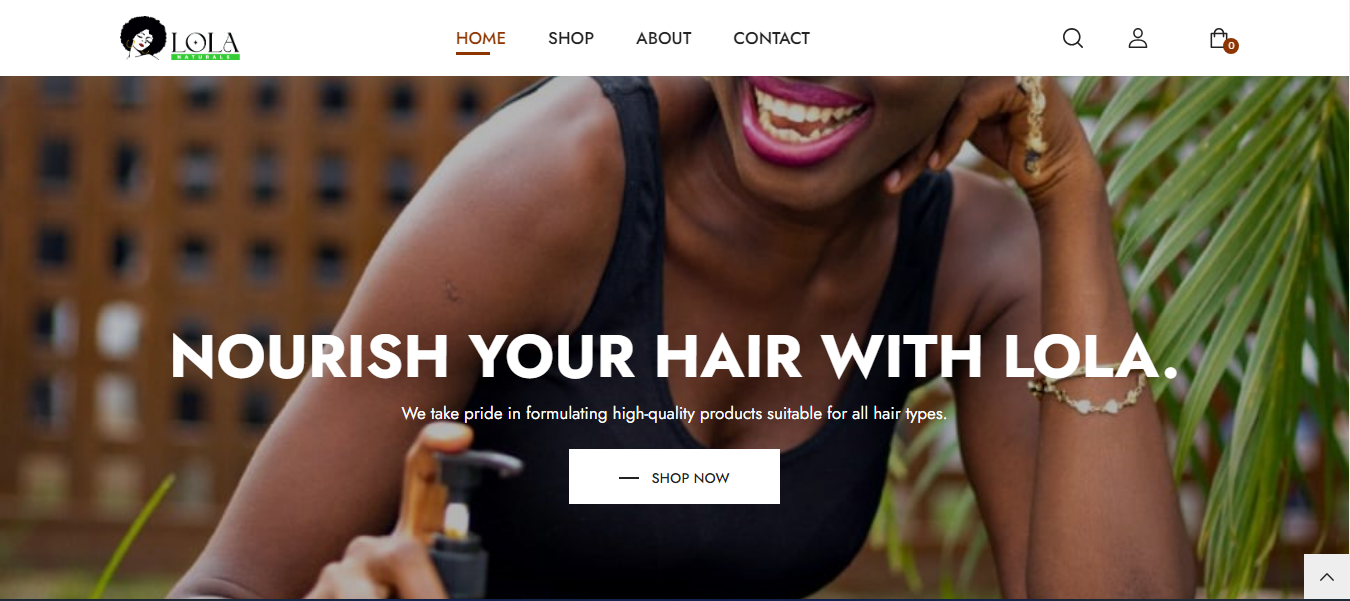 LOLA
NATURALS
HOME
SHOP
ABOUT
CONTACT
0
NOURISH YOUR HAIR WITH LOLA.
We take pride in formulating high-quality products suitable for all hair types.
SHOP NOW